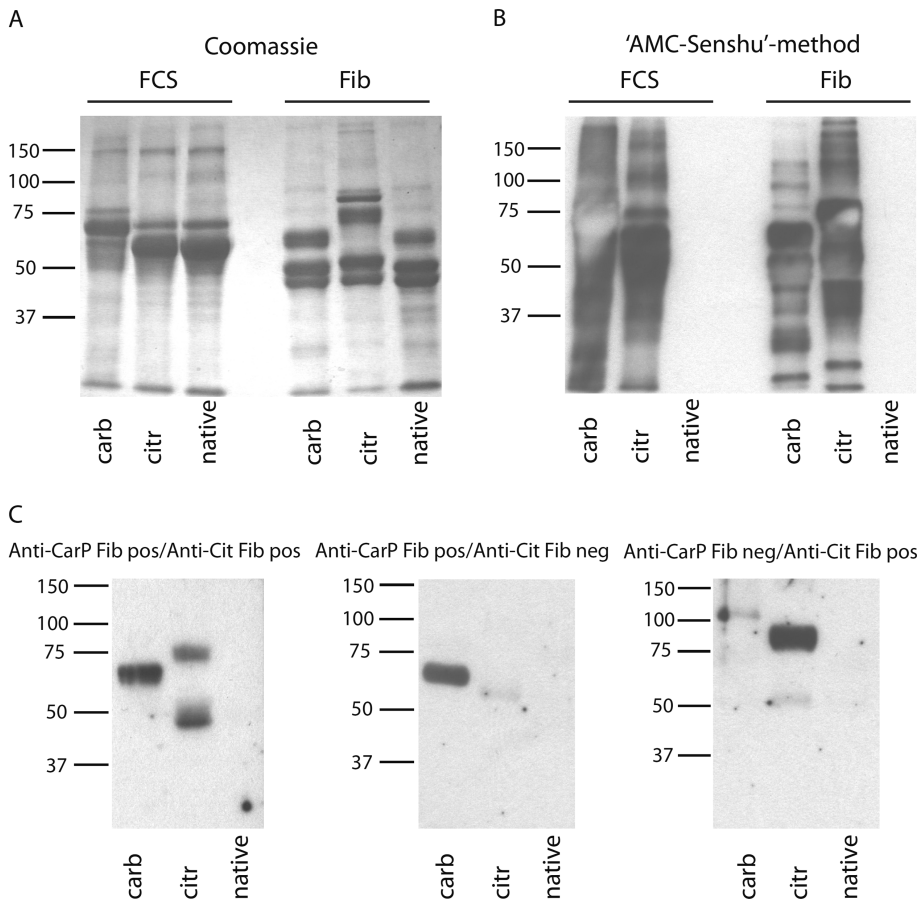 A
Coomassie
FCS
Fib
150
100
75
50
37
carb
citr
native
carb
citr
native
B
‘AMC-Senshu’-method
FCS
Fib
150
100
75
50
37
carb
citr
native
carb
citr
native
C
Anti-CarP Fib pos/Anti-Cit Fib pos
150
100
75
50
37
carb
citr
native
Anti-CarP Fib pos/Anti-Cit Fib neg
150
100
75
50
37
carb
citr
native
Anti-CarP Fib neg/Anti-Cit Fib pos
150
100
75
50
37
carb
citr
native